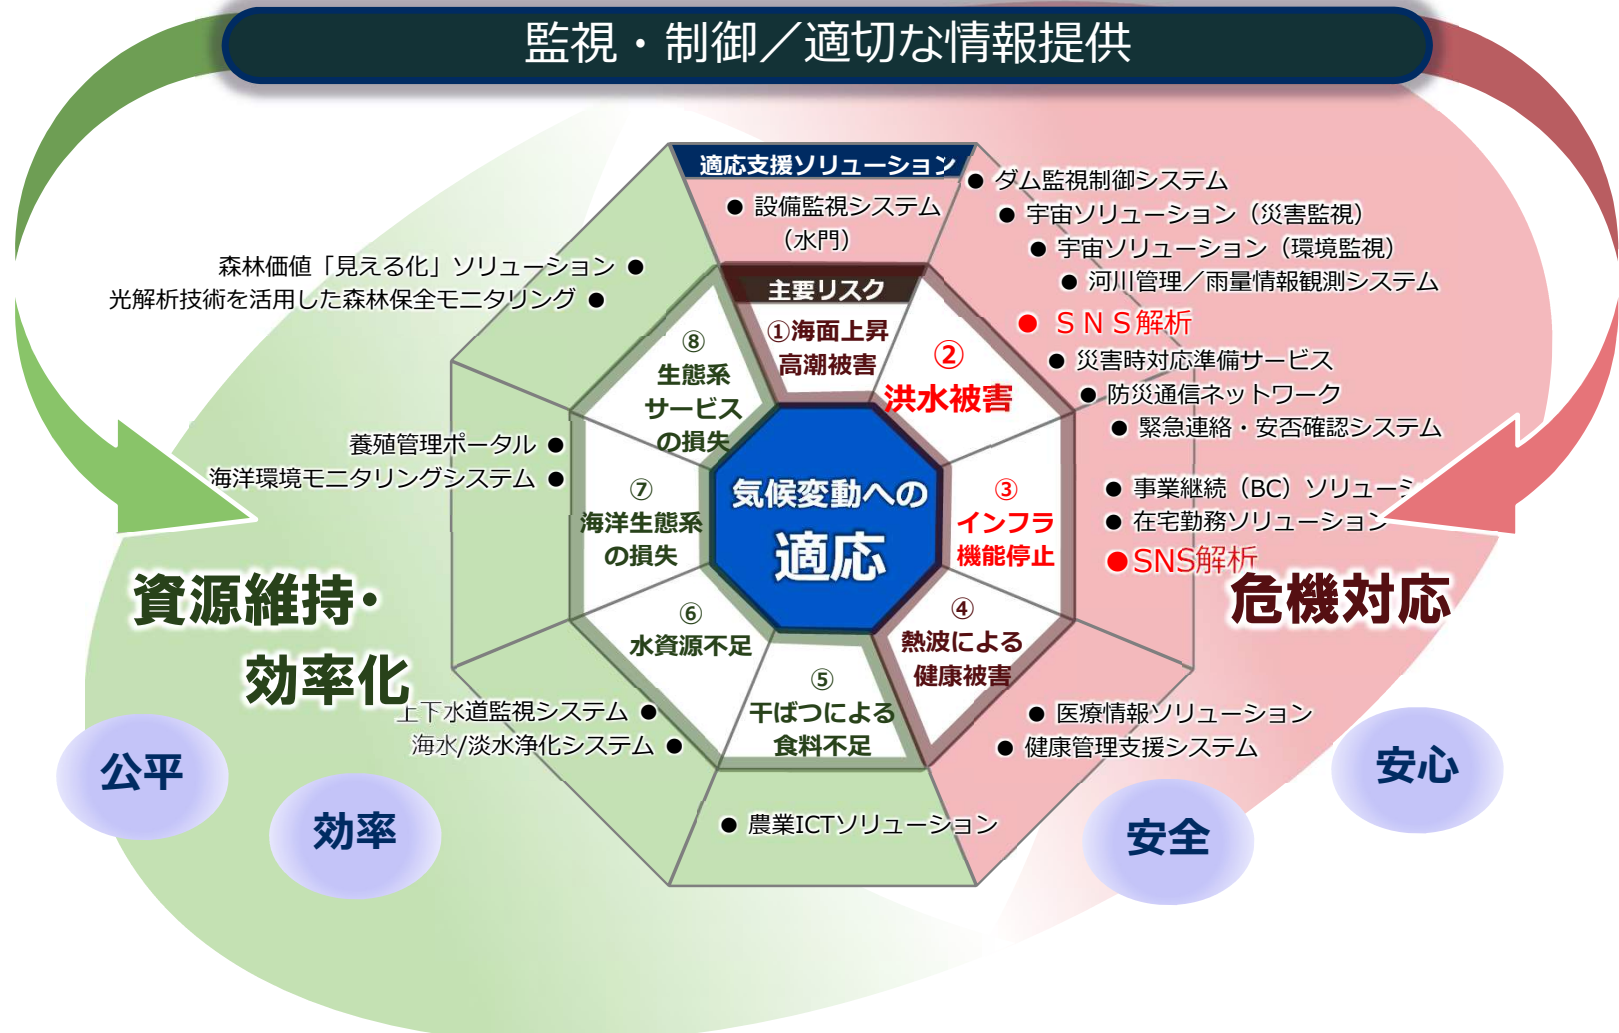 監視・制御／適切な情報提供
適応支援ソリューション
● 設備監視システム
（水門）
● ダム監視制御システム
● 宇宙ソリューション（災害監視）
● 宇宙ソリューション（環境監視）
● 河川管理／雨量情報観測システム
● ＳＮＳ解析
● 災害時対応準備サービス
● 防災通信ネットワーク
● 緊急連絡・安否確認システム
● 事業継続（BC）ソリューシ
● 在宅勤務ソリューション
● SNS解析
危機対応
森林価値「見える化」ソリューション ●
光解析技術を活用した森林保全モニタリング ●
養殖管理ポータル ●
海洋環境モニタリングシステム ●
資源維持・
効率化
主要リスク
①海面上昇
高潮被害
②
洪水被害
③
インフラ
機能停止
④
熱波による
健康被害
⑤
干ばつによる
食料不足
⑥
水資源不足
⑦
海洋生態系
の損失
⑧
生態系
サービス
の損失
気候変動への
適応
上下水道監視システム ●
海水/淡水浄化システム ●
● 医療情報ソリューション
● 健康管理支援システム
● 農業ICTソリューション
公平
効率
安全
安心